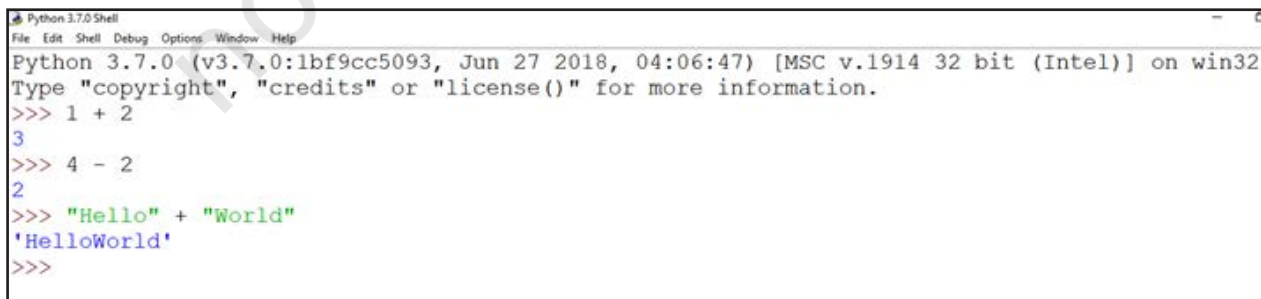 Python 3.7.0 Shell
File Edit Shell Debug Options Window Help
Python 3.7.0 (v3.7.0:1bf9cc5093, Jun 27 2018, 04:06:47) [MSC v.1914 32 bit (Intel)] on win32
Type "copyright", "credits" or "license()" for more information.
>>> 1 + 2
3
>>> 4 - 2
2
>>> "Hello" + "World"
'HelloWorld'
>>>